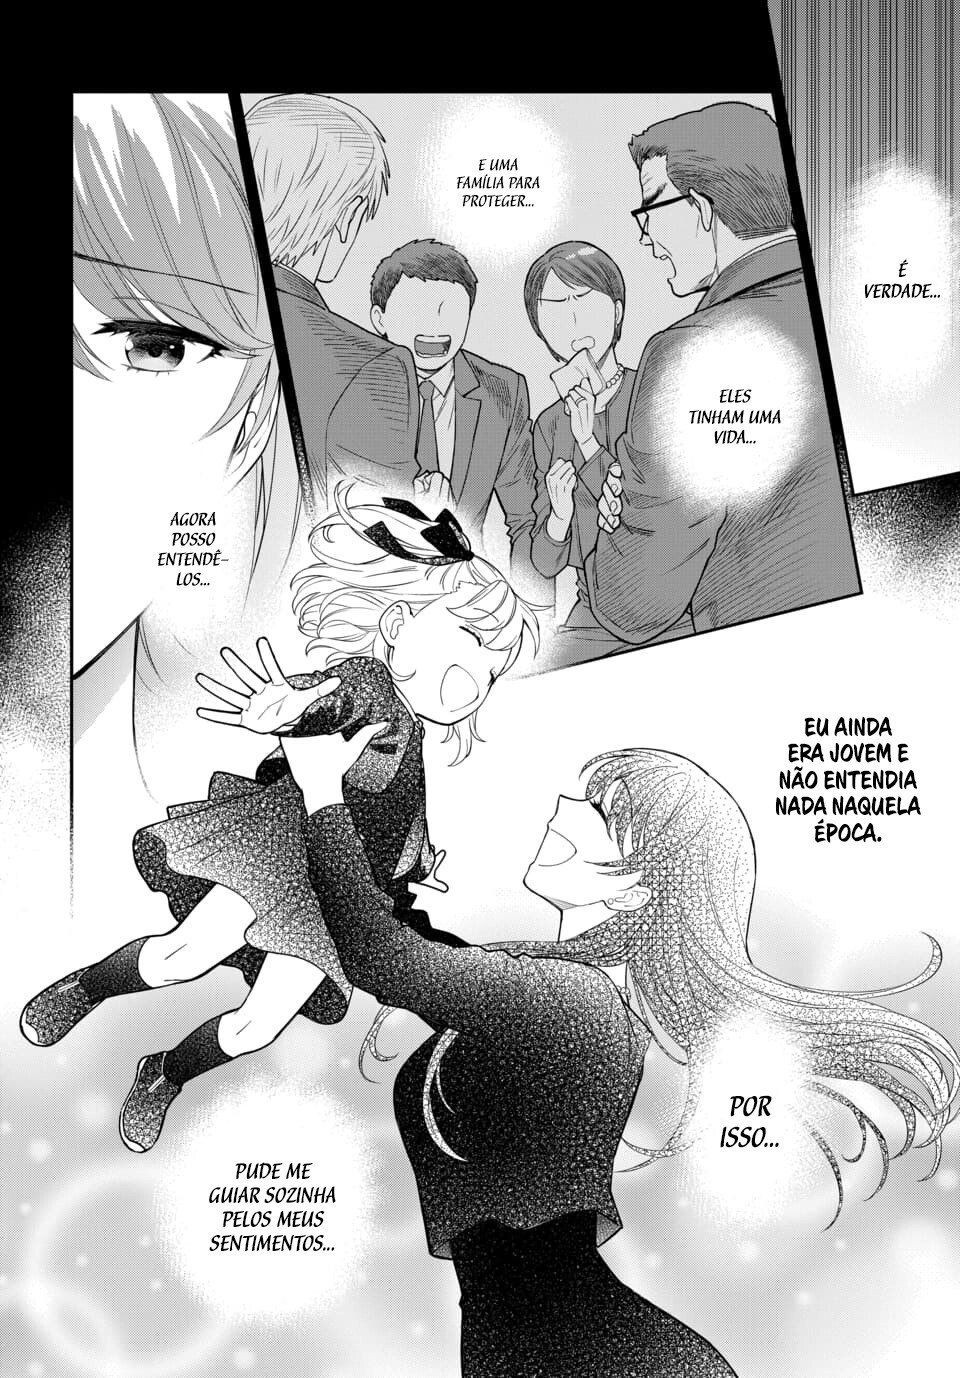 É
VERDADE...
ELES
TINHAM UMA
VIDA...
E UMA
FAMÍLIA PARA
PROTEGER...
AGORA
POSSO
ENTENDÊ-
LOS...
EU AINDA
ERA JOVEM E
NÃO ENTENDIA
NADA NAQUELA
ÉPOCA.
POR
ISSO...
PUDE ME
GUIAR SOZINHA
PELOS MEUS
SENTIMENTOS...